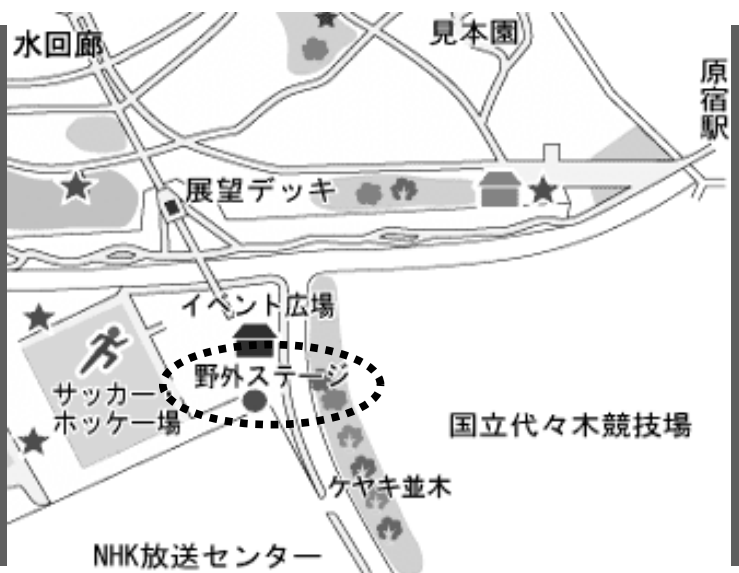 水回廊
見本園
原宿駅
展望デッキ
イベント広場
野外ステージ
サッカー
ホッケー場
国立代々木競技場
ケヤキ並木
NHK放送センター